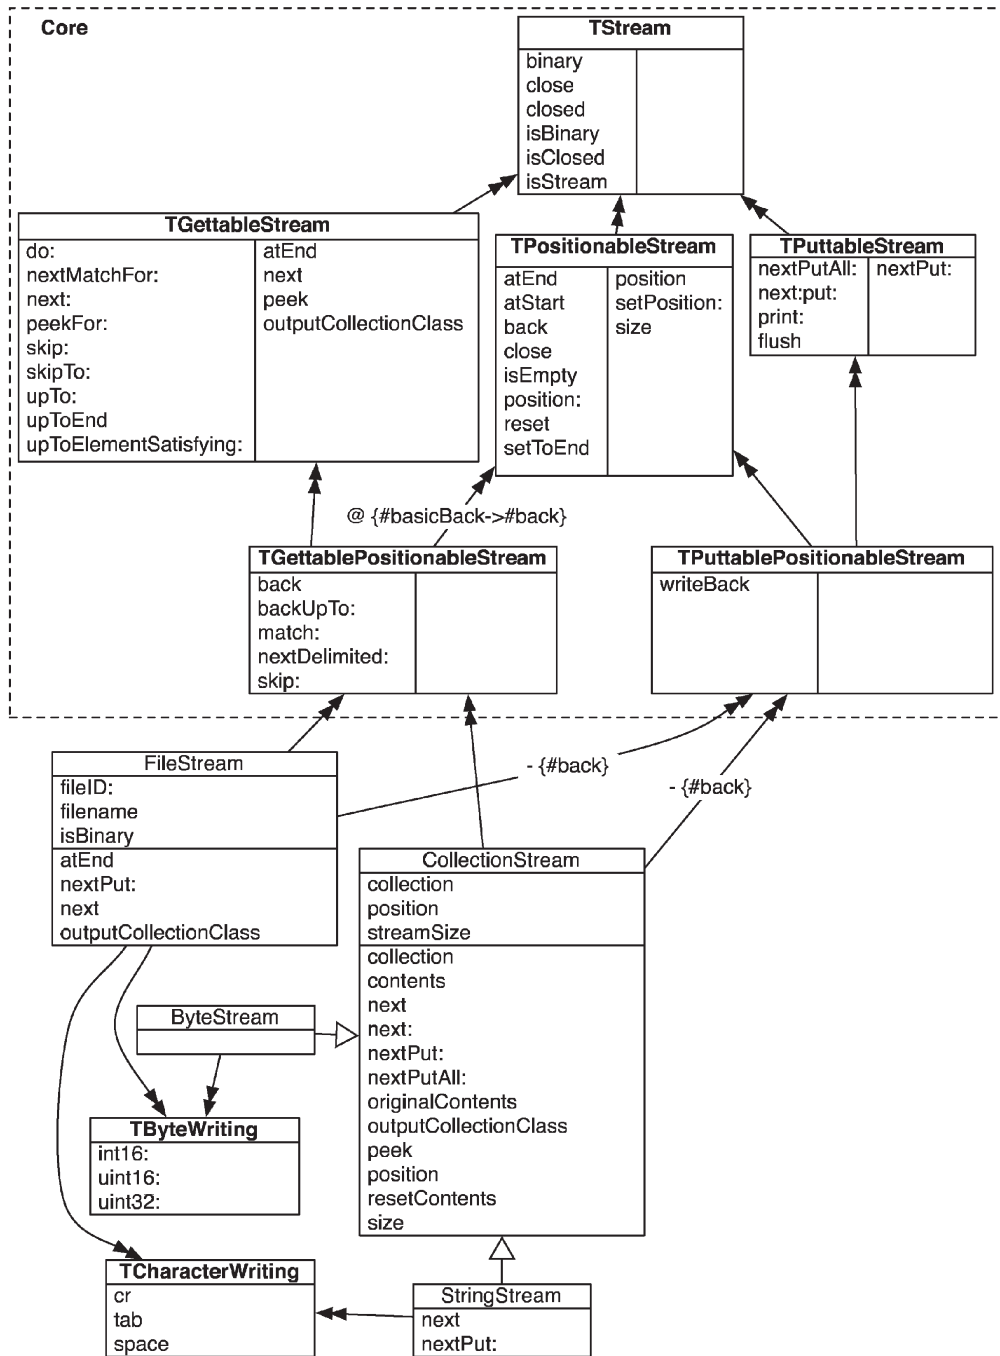 Core
TStream
binary
close
closed
isBinary
isClosed
isStream
TGettableStream
do:
nextMatchFor:
next:
peekFor:
skip:
skipTo:
upTo:
upToEnd
upToElementSatisfying:
atEnd
next
peek
outputCollectionClass
TPositionableStream
atEnd
atStart
back
close
isEmpty
position:
reset
setToEnd
position
setPosition:
size
TPuttableStream
nextPutAll:
next:put:
print:
flush
nextPut:
@ {#basicBack->#back}
TGettablePositionableStream
back
backUpTo:
match:
nextDelimited:
skip:
TPuttablePositionableStream
writeBack
- {#back}
- {#back}
FileStream
fileID:
filename
isBinary
atEnd
nextPut:
next
outputCollectionClass
CollectionStream
collection
position
streamSize
collection
contents
next
next:
nextPut:
nextPutAll:
originalContents
outputCollectionClass
peek
position
resetContents
size
ByteStream
TByteWriting
int16:
uint16:
uint32:
TCharacterWriting
cr
tab
space
StringStream
next
nextPut: